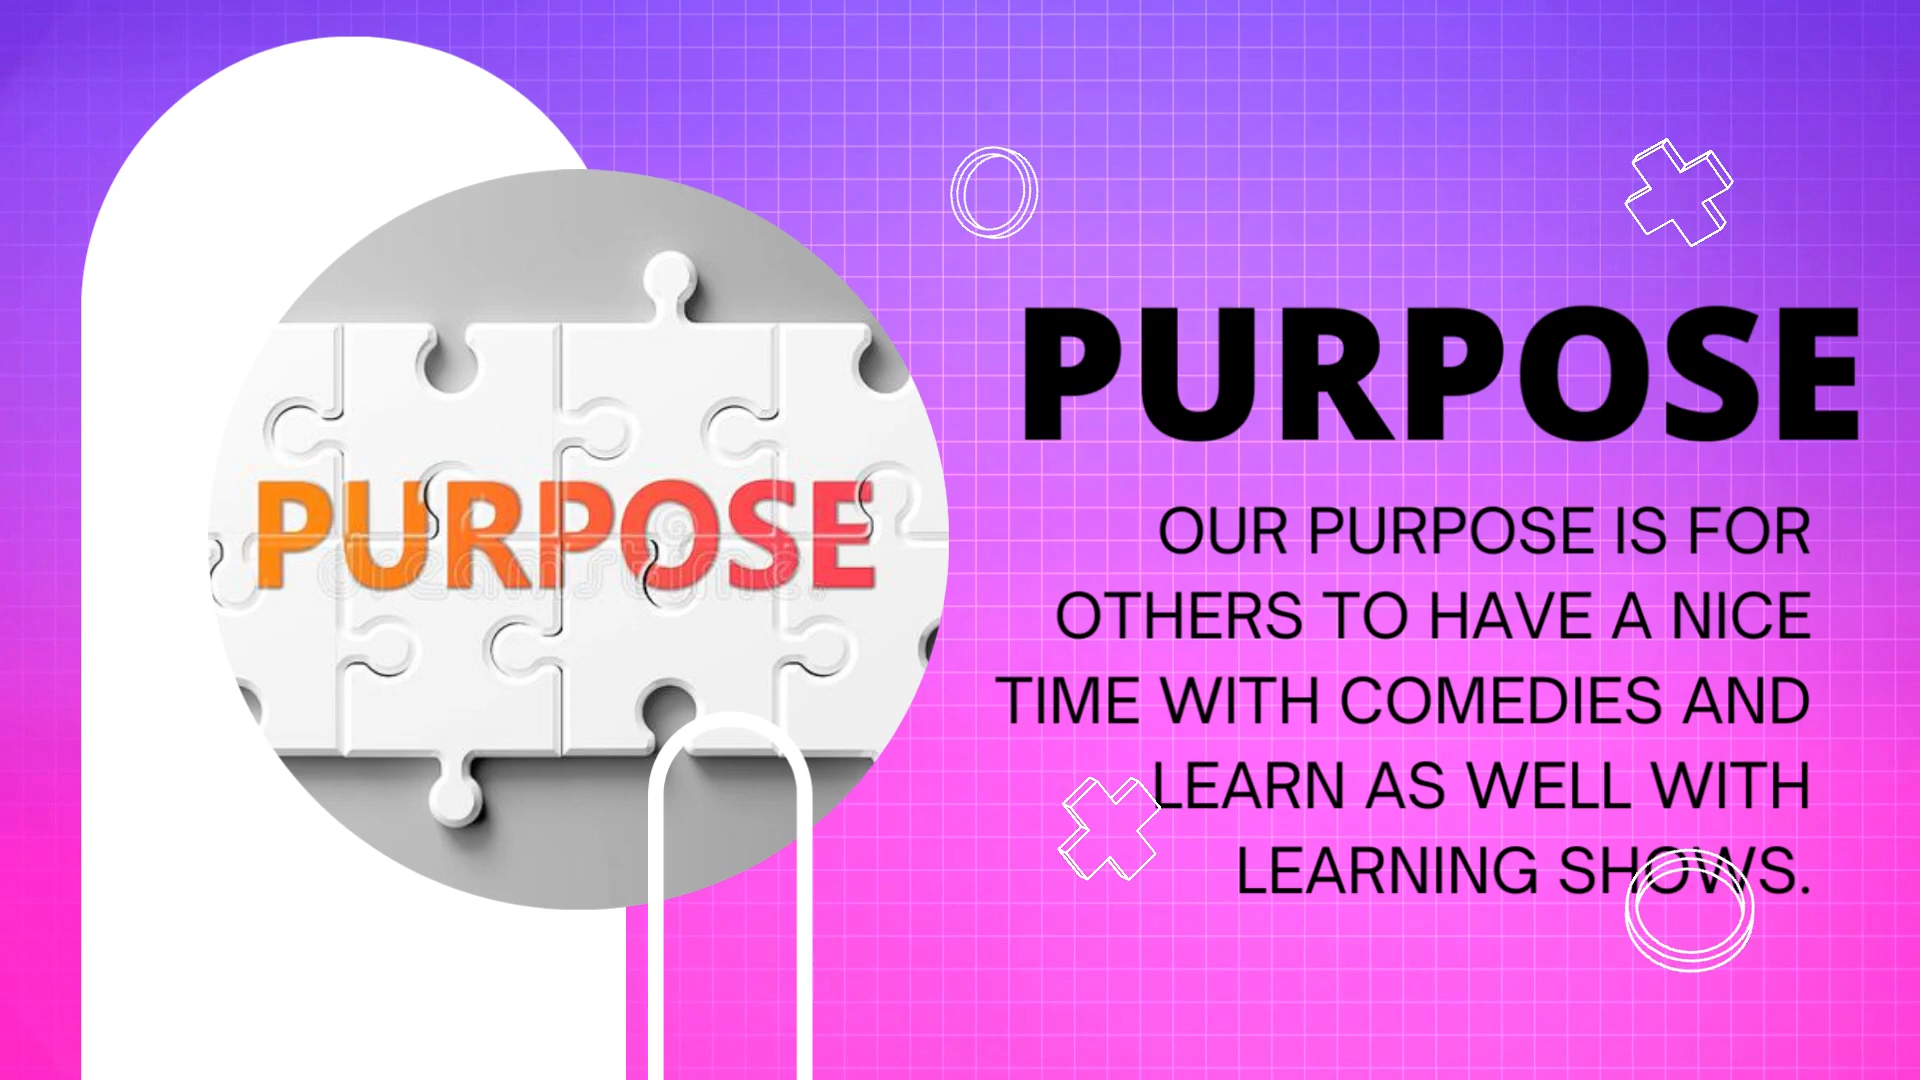 PURPOSE
dreamstime.
PURPOSE
OUR PURPOSE IS FOR
OTHERS TO HAVE A NICE
TIME WITH COMEDIES AND
LEARN AS WELL WITH
LEARNING SHOWS.